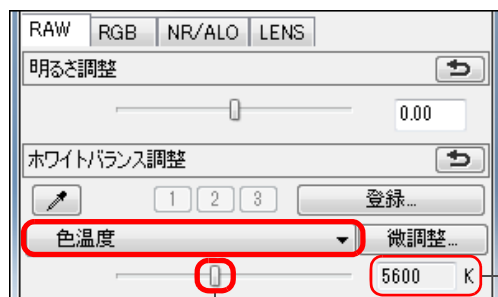 RAW RGB NR/ALO LENS
明るさ調整
0.00
ホワイトバランス調整
1 2 3 登録...
色温度 微調整...
5600 K